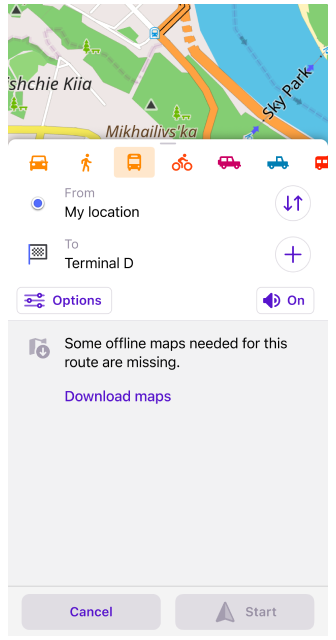 shchie Kiia
Sky Park
Mikhailivs'ka
From
My location
To
Terminal D
Options
On
Some offline maps needed for this
route are missing.
Download maps
Cancel
Start